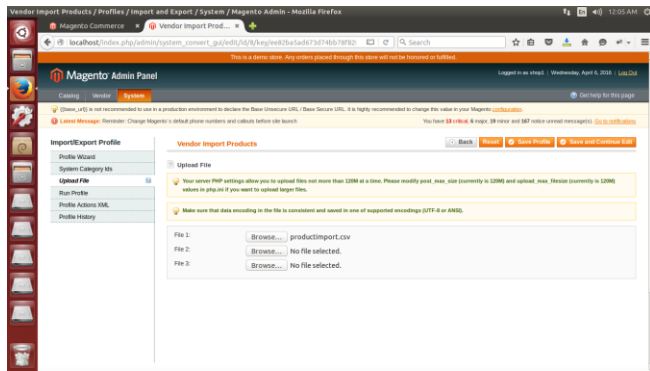 Vendor Import Products / Profiles / Import and Export / System / Magento Admin - Mozilla Firefox
En 12:05 AM
Magento Commerce × Vendor Import Prod... ×
localhost/index.php/admin/system_convert_gui/edit/id/8/key/ Search
This is a demo store. Any orders placed through this store will not be honored or fulfilled.
Magento Admin Panel
Logged in as step1 | Wednesday, April 6, 2016 | Log Out
Catalog Vendor System Get help for this page
{{base_url}} is not recommended to use in a production environment to declare the Base Unsecure URL / Base Secure URL. It is highly recommended to change this value in your Magento configuration.
Latest Message: Reminder: Change Magento's default phone numbers and callouts before site launch You have 13 critical, 6 major, 19 minor and 167 notice unread message(s). Go to notifications
Import/Export Profile
Profile Wizard
System Category Ids
Upload File
Run Profile
Profile Actions XML
Profile History
Vendor Import Products Back Reset Save Profile Save and Continue Edit
Upload File
Your server PHP settings allow you to upload files not more than 120M at a time. Please modify post_max_size (currently is 120M) and upload_max_filesize (currently is 120M)
values in php.ini if you want to upload larger files.
Make sure that data encoding in the file is consistent and saved in one of supported encodings (UTF-8 or ANSI).
File 1: Browse... productimport.csv
File 2: Browse... No file selected.
File 3: Browse... No file selected.